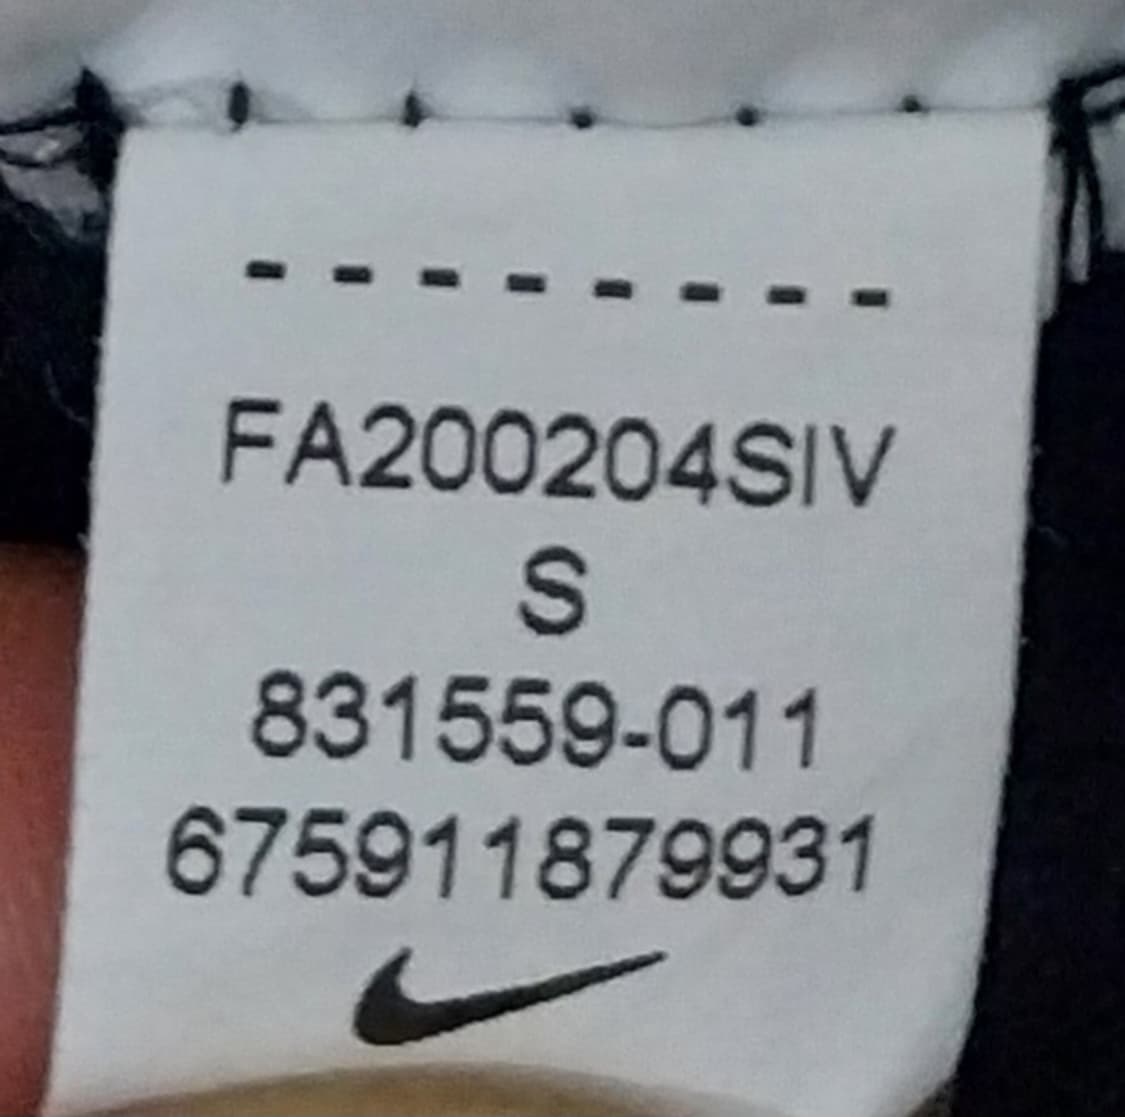 - - - - - - - -
FA200204SIV
S
831559-011
675911879931